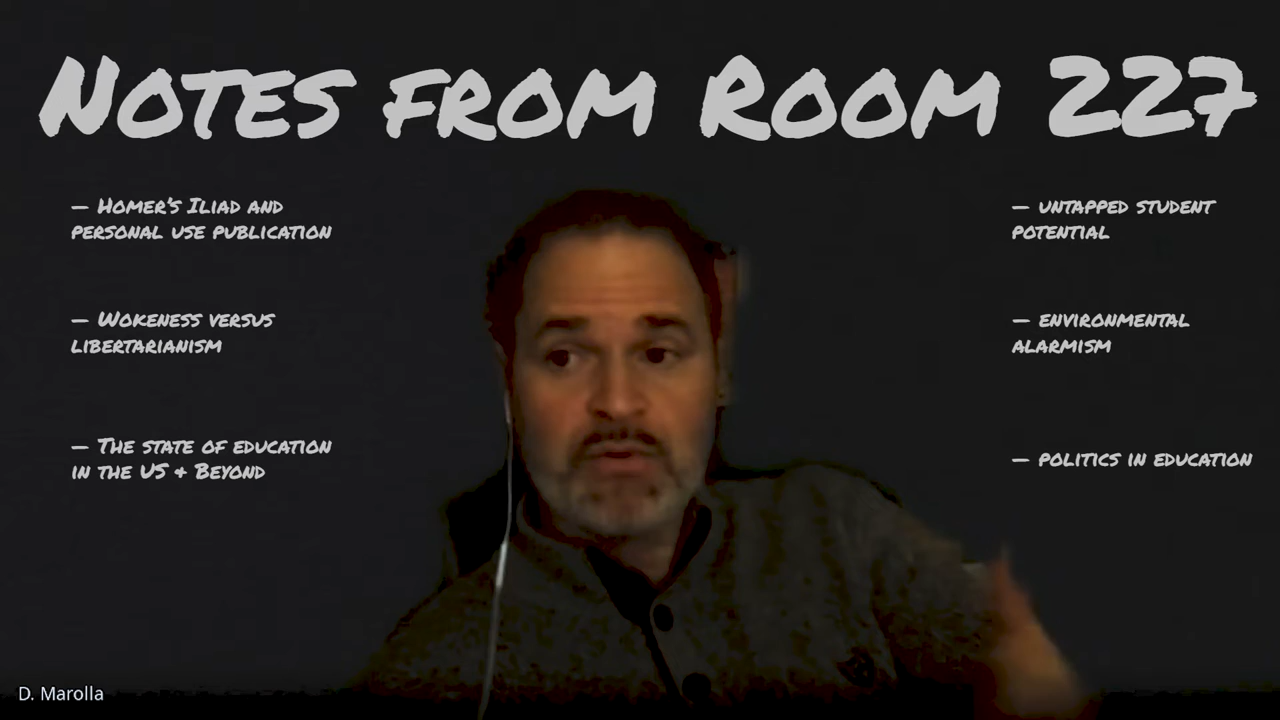 Notes from Room 227
— Homer's Iliad and
personal use publication
— Wokeness versus
libertarianism
— The state of education
in the US + Beyond
— untapped student
potential
— environmental
alarmism
— politics in education
D. Marolla